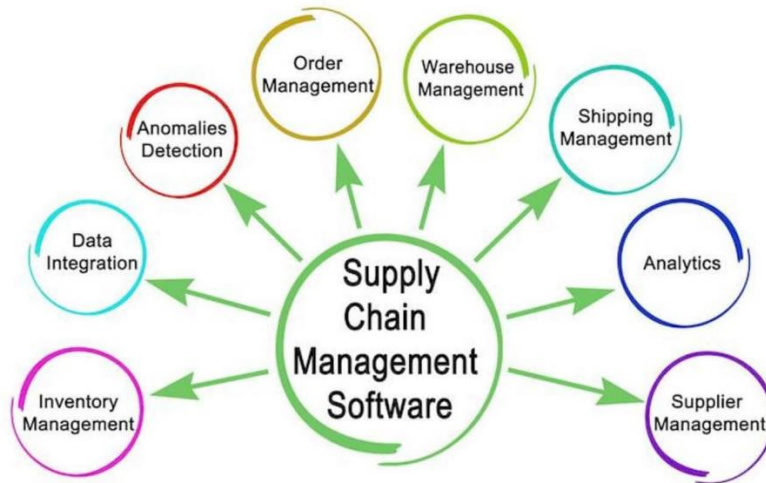 Order
Management
Warehouse
Management
Anomalies
Detection
Shipping
Management
Data
Integration
Analytics
Supply
Chain
Management
Software
Inventory
Management
Supplier
Management